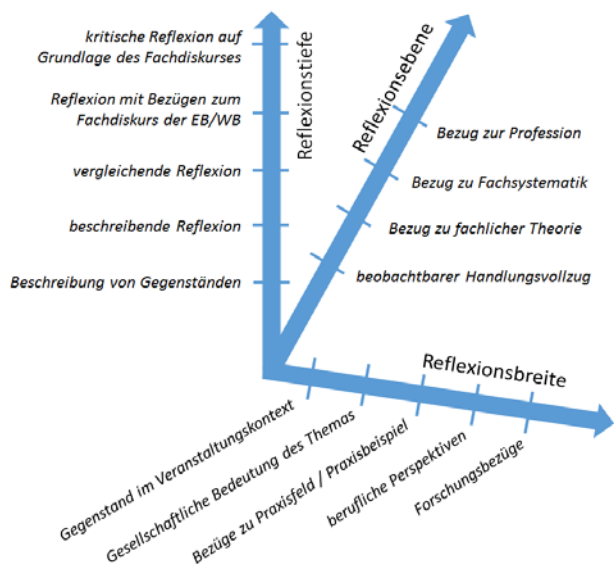 kritische Reflexion auf
Grundlage des Fachdiskurses
Reflexion mit Bezügen zum
Fachdiskurs der EB/WB
vergleichende Reflexion
beschreibende Reflexion
Beschreibung von Gegenständen
Reflexionstiefe
Reflexionsebene
Bezug zur Profession
Bezug zu Fachsystematik
Bezug zu fachlicher Theorie
beobachtbarer Handlungsvollzug
Reflexionsbreite
Gegenstand im Veranstaltungskontext
Gesellschaftliche Bedeutung des Themas
Bezüge zu Praxisfeld / Praxisbeispiel
berufliche Perspektiven
Forschungsbezüge